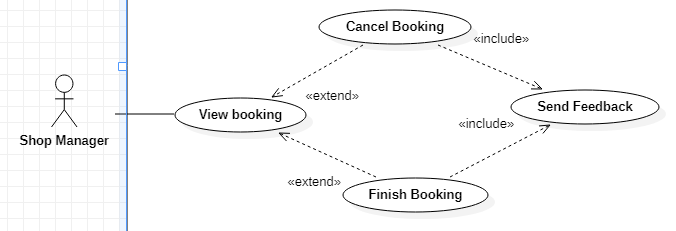 Cancel Booking
«include»
«extend»
Send Feedback
View booking
«include»
Shop Manager
«extend»
Finish Booking